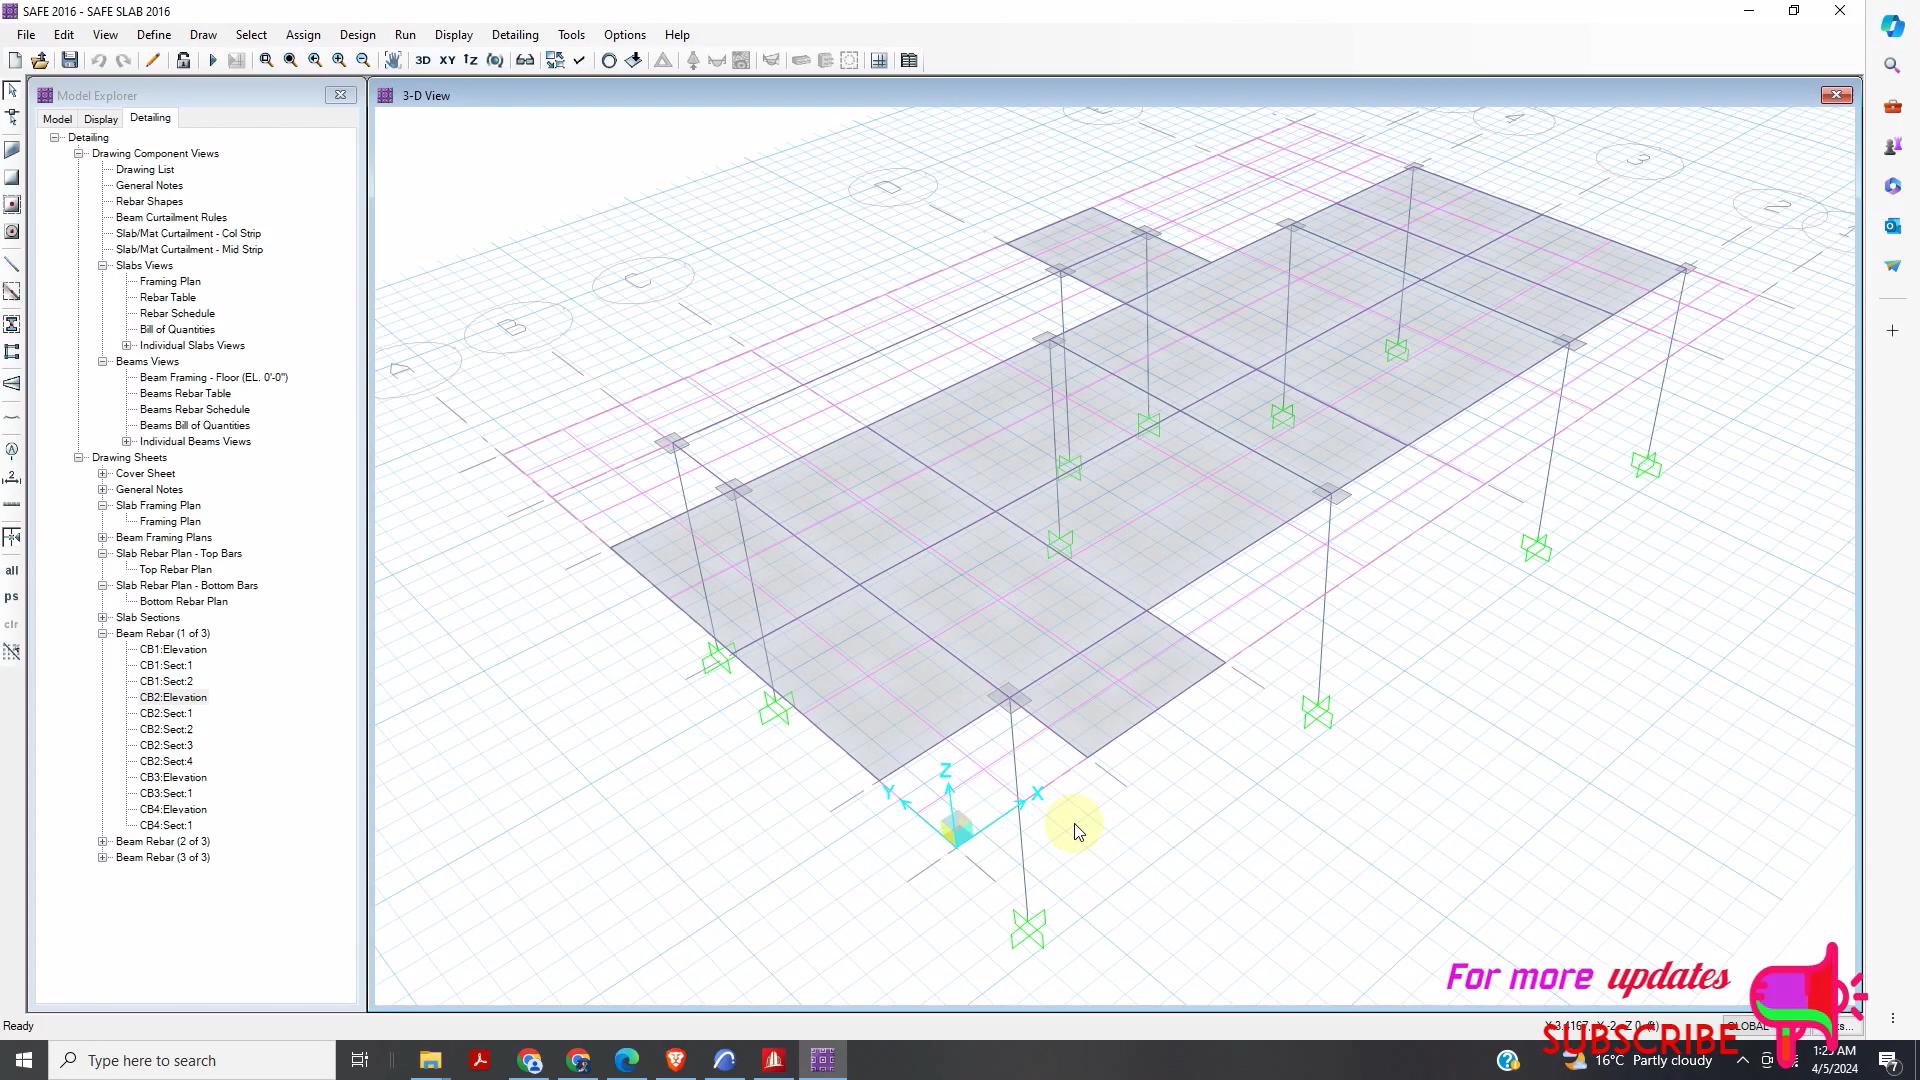 SAFE 2016 - SAFE SLAB 2016
File Edit View Define Draw Select Assign Design Run Display Detailing Tools Options Help
3D XY
Model Explorer
3-D View
Model Display Detailing
Detailing
Drawing Component Views
Drawing List
General Notes
Rebar Shapes
Beam Curtailment Rules
Slab/Mat Curtailment - Col Strip
Slab/Mat Curtailment - Mid Strip
Slabs Views
Framing Plan
Rebar Table
Rebar Schedule
Bill of Quantities
Individual Slabs Views
Beams Views
Beam Framing - Floor (EL. 0'-0")
Beams Rebar Table
Beams Rebar Schedule
Beams Bill of Quantities
Individual Beams Views
Drawing Sheets
Cover Sheet
General Notes
Slab Framing Plan
Framing Plan
Beam Framing Plans
Slab Rebar Plan - Top Bars
Top Rebar Plan
Slab Rebar Plan - Bottom Bars
Bottom Rebar Plan
Slab Sections
Beam Rebar (1 of 3)
CB1:Elevation
CB1:Sect:1
CB1:Sect:2
CB2:Elevation
CB2:Sect:1
CB2:Sect:2
CB2:Sect:3
CB2:Sect:4
CB3:Elevation
CB3:Sect:1
CB4:Elevation
CB4:Sect:1
Beam Rebar (2 of 3)
Beam Rebar (3 of 3)
all
ps
clr
A
B
C
D
Z
Y
X
For more updates
SUBSCRIBE
Ready
GLOBAL
Type here to search
16°C Partly cloudy
AM
4/5/2024
7